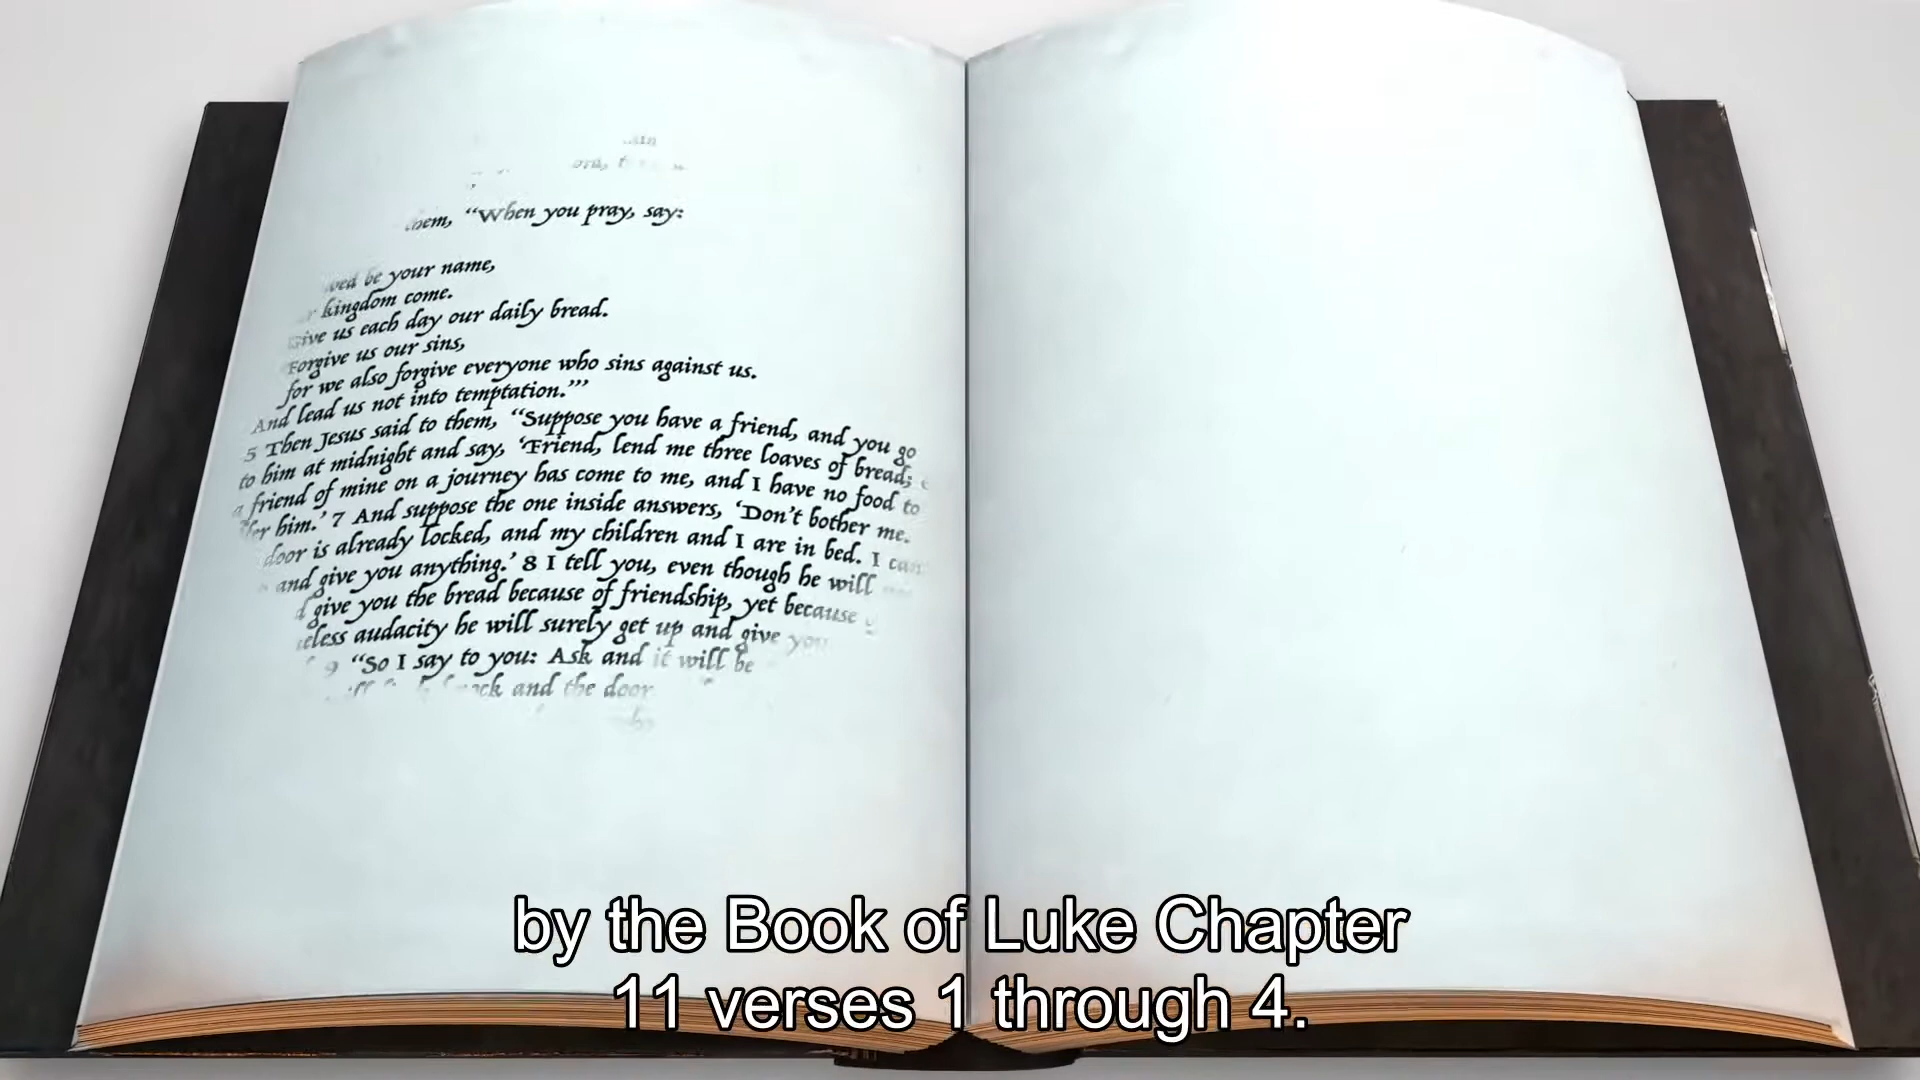 "When you pray, say:
be your name,
kingdom come.
Give us each day our daily bread.
Forgive us our sins,
for we also forgive everyone who sins against us.
And lead us not into temptation.'"
5 Then Jesus said to them, "Suppose you have a friend, and you go
to him at midnight and say, 'Friend, lend me three loaves of bread;
a friend of mine on a journey has come to me, and I have no food to
him.' 7 And suppose the one inside answers, 'Don't bother me.
door is already locked, and my children and I are in bed. I
and give you anything.' 8 I tell you, even though he will
give you the bread because of friendship, yet because
audacity he will surely get up and give you
9 "So I say to you: Ask and it will be
and the door
by the Book of Luke Chapter
11 verses 1 through 4.